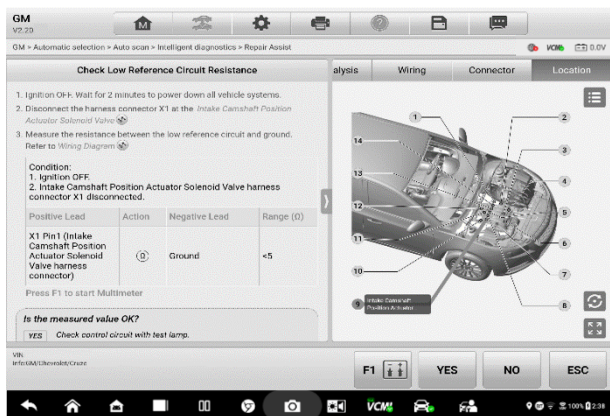 GM
V2.20
GM > Automatic selection > Auto scan > Intelligent diagnostics > Repair Assist
VCMI
0.0V
Check Low Reference Circuit Resistance
alysis
Wiring
Connector
Location
1. Ignition OFF. Wait for 2 minutes to power down all vehicle systems.
2. Disconnect the harness connector X1 at the Intake Camshaft Position
Actuator Solenoid Valve
3. Measure the resistance between the low reference circuit and ground.
Refer to Wiring Diagram
Condition:
1. Ignition OFF.
2. Intake Camshaft Position Actuator Solenoid Valve harness
connector X1 disconnected.
Positive Lead
Action
Negative Lead
Range (Ω)
X1 Pin1 (Intake
Camshaft Position
Actuator Solenoid
Valve harness
connector)
Ω
Ground
<5
Press F1 to start Multimeter
Is the measured value OK?
YES
Check control circuit with test lamp.
1
2
3
4
5
6
7
8
9
10
11
12
13
14
Intake Camshaft
Position Actuator
VIN
Info:GM/Chevrolet/Cruze
F1
YES
NO
ESC
VCMI
100%
2:31